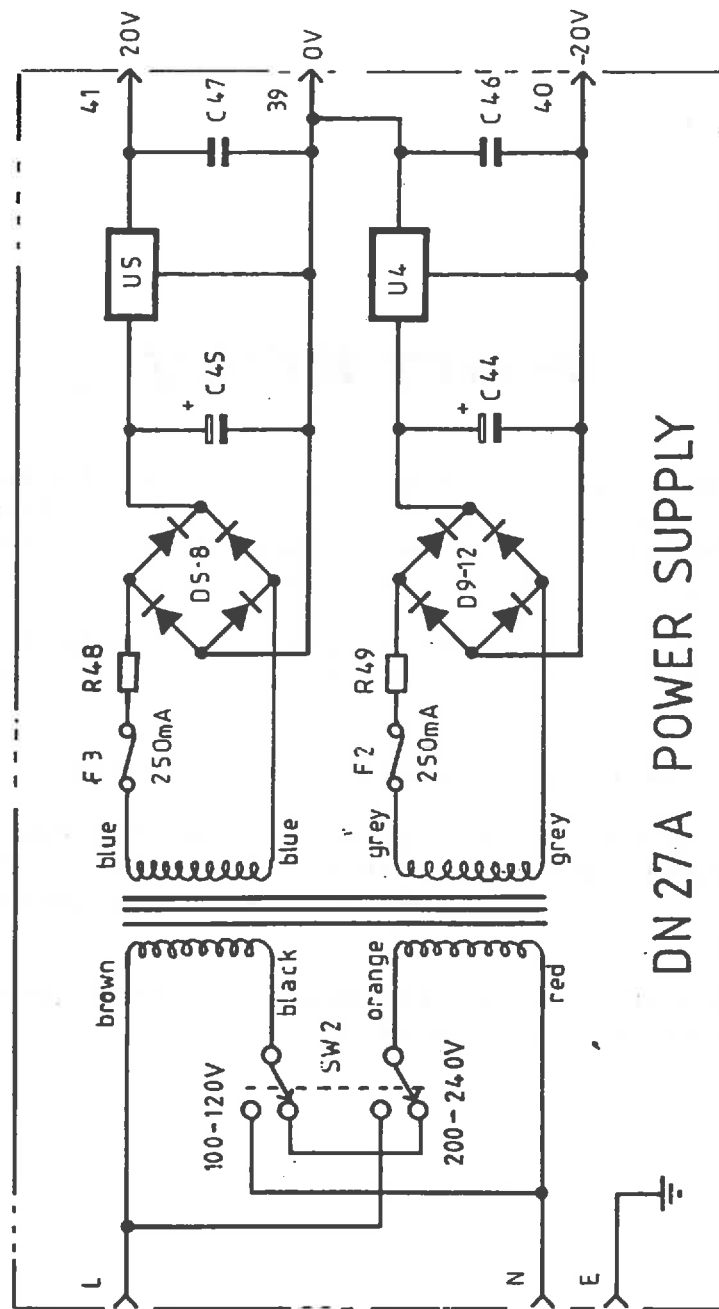 L
N
E
brown
black
orange
red
100-120V
SW2
200-240V
blue
blue
grey
grey
F3
250mA
R48
D5-8
C45
+
U5
C47
41
20V
39
0V
F2
250mA
R49
D9-12
C44
+
U4
C46
40
-20V
DN 27A POWER SUPPLY